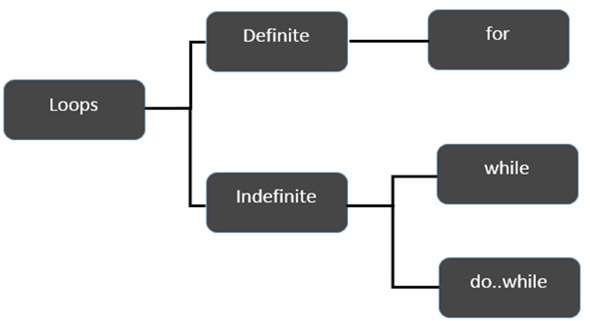 Definite
for
Loops
while
Indefinite
do..while